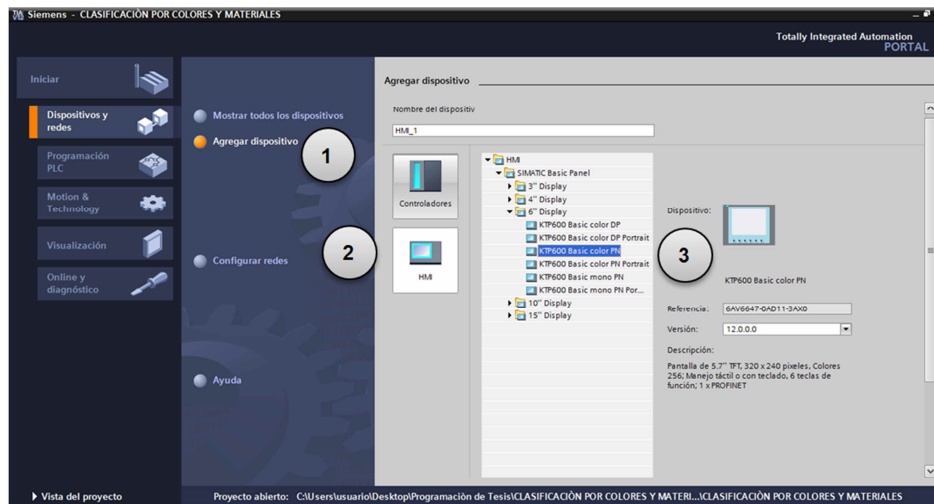 Siemens - CLASIFICACIÒN POR COLORES Y MATERIALES
Totally Integrated Automation
PORTAL
Iniciar
Dispositivos y
redes
Programación
PLC
Motion &
Technology
Visualización
Online y
diagnóstico
Mostrar todos los dispositivos
Agregar dispositivo
1
Configurar redes
Ayuda
Agregar dispositivo
Nombre del dispositiv
HMI_1
Controladores
2
HMI
HMI
SIMATIC Basic Panel
3" Display
4" Display
6" Display
KTP600 Basic color DP
KTP600 Basic color DP Portrait
KTP600 Basic color PN
KTP600 Basic color PN Portrait
KTP600 Basic mono PN
KTP600 Basic mono PN Por...
10" Display
15" Display
3
Dispositivo:
KTP600 Basic color PN
Referencia: 6AV6647-0AD11-3AX0
Versión: 12.0.0.0
Descripción:
Pantalla de 5.7" TFT, 320 x 240 pixeles, Colores
256; Manejo táctil o con teclado, 6 teclas de
función; 1 x PROFINET
Vista del proyecto
Proyecto abierto: C:\Users\usuario\Desktop\Programaciòn de Tesis\CLASIFICACIÒN POR COLORES Y MATERI...\CLASIFICACIÒN POR COLORES Y MATERIALES